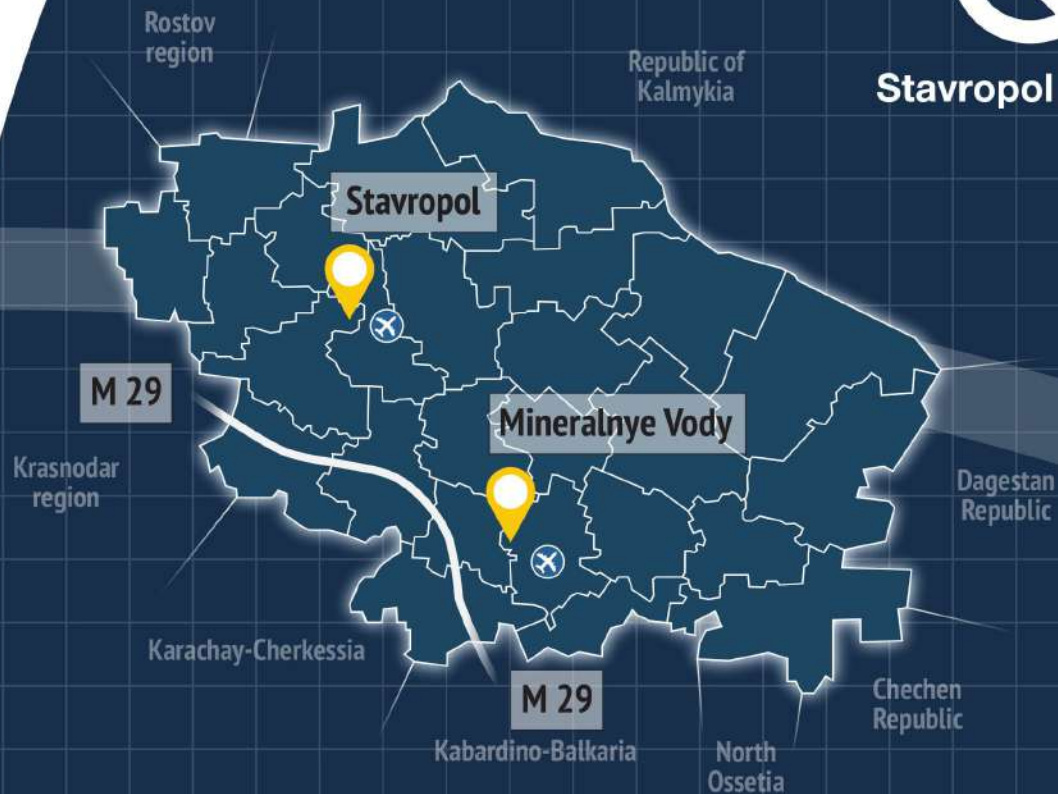 Rostov
region
Republic of
Kalmykia
Stavropol
Stavropol
M 29
Mineralnye Vody
Krasnodar
region
Dagestan
Republic
Karachay-Cherkessia
M 29
Chechen
Republic
Kabardino-Balkaria
North
Ossetia